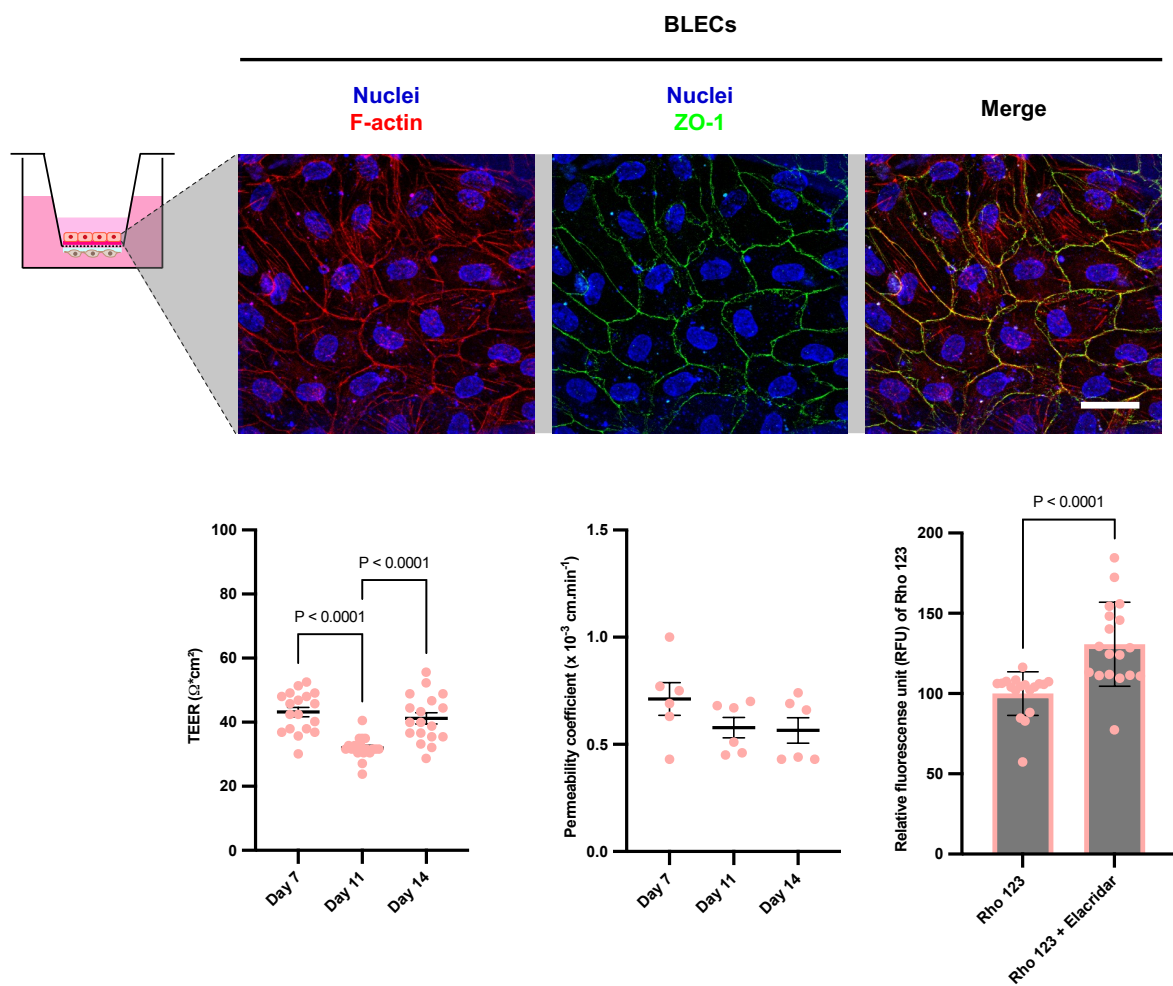 BLECs
Nuclei
F-actin
Nuclei
ZO-1
Merge
TEER (Ω*cm²)
100
80
60
40
20
0
P < 0.0001
P < 0.0001
Day 7
Day 11
Day 14
Permeability coefficient (x 10⁻³ cm.min⁻¹)
1.5
1.0
0.5
0.0
Day 7
Day 11
Day 14
Relative fluorescense unit (RFU) of Rho 123
200
150
100
50
0
P < 0.0001
Rho 123
Rho 123 + Elacridar